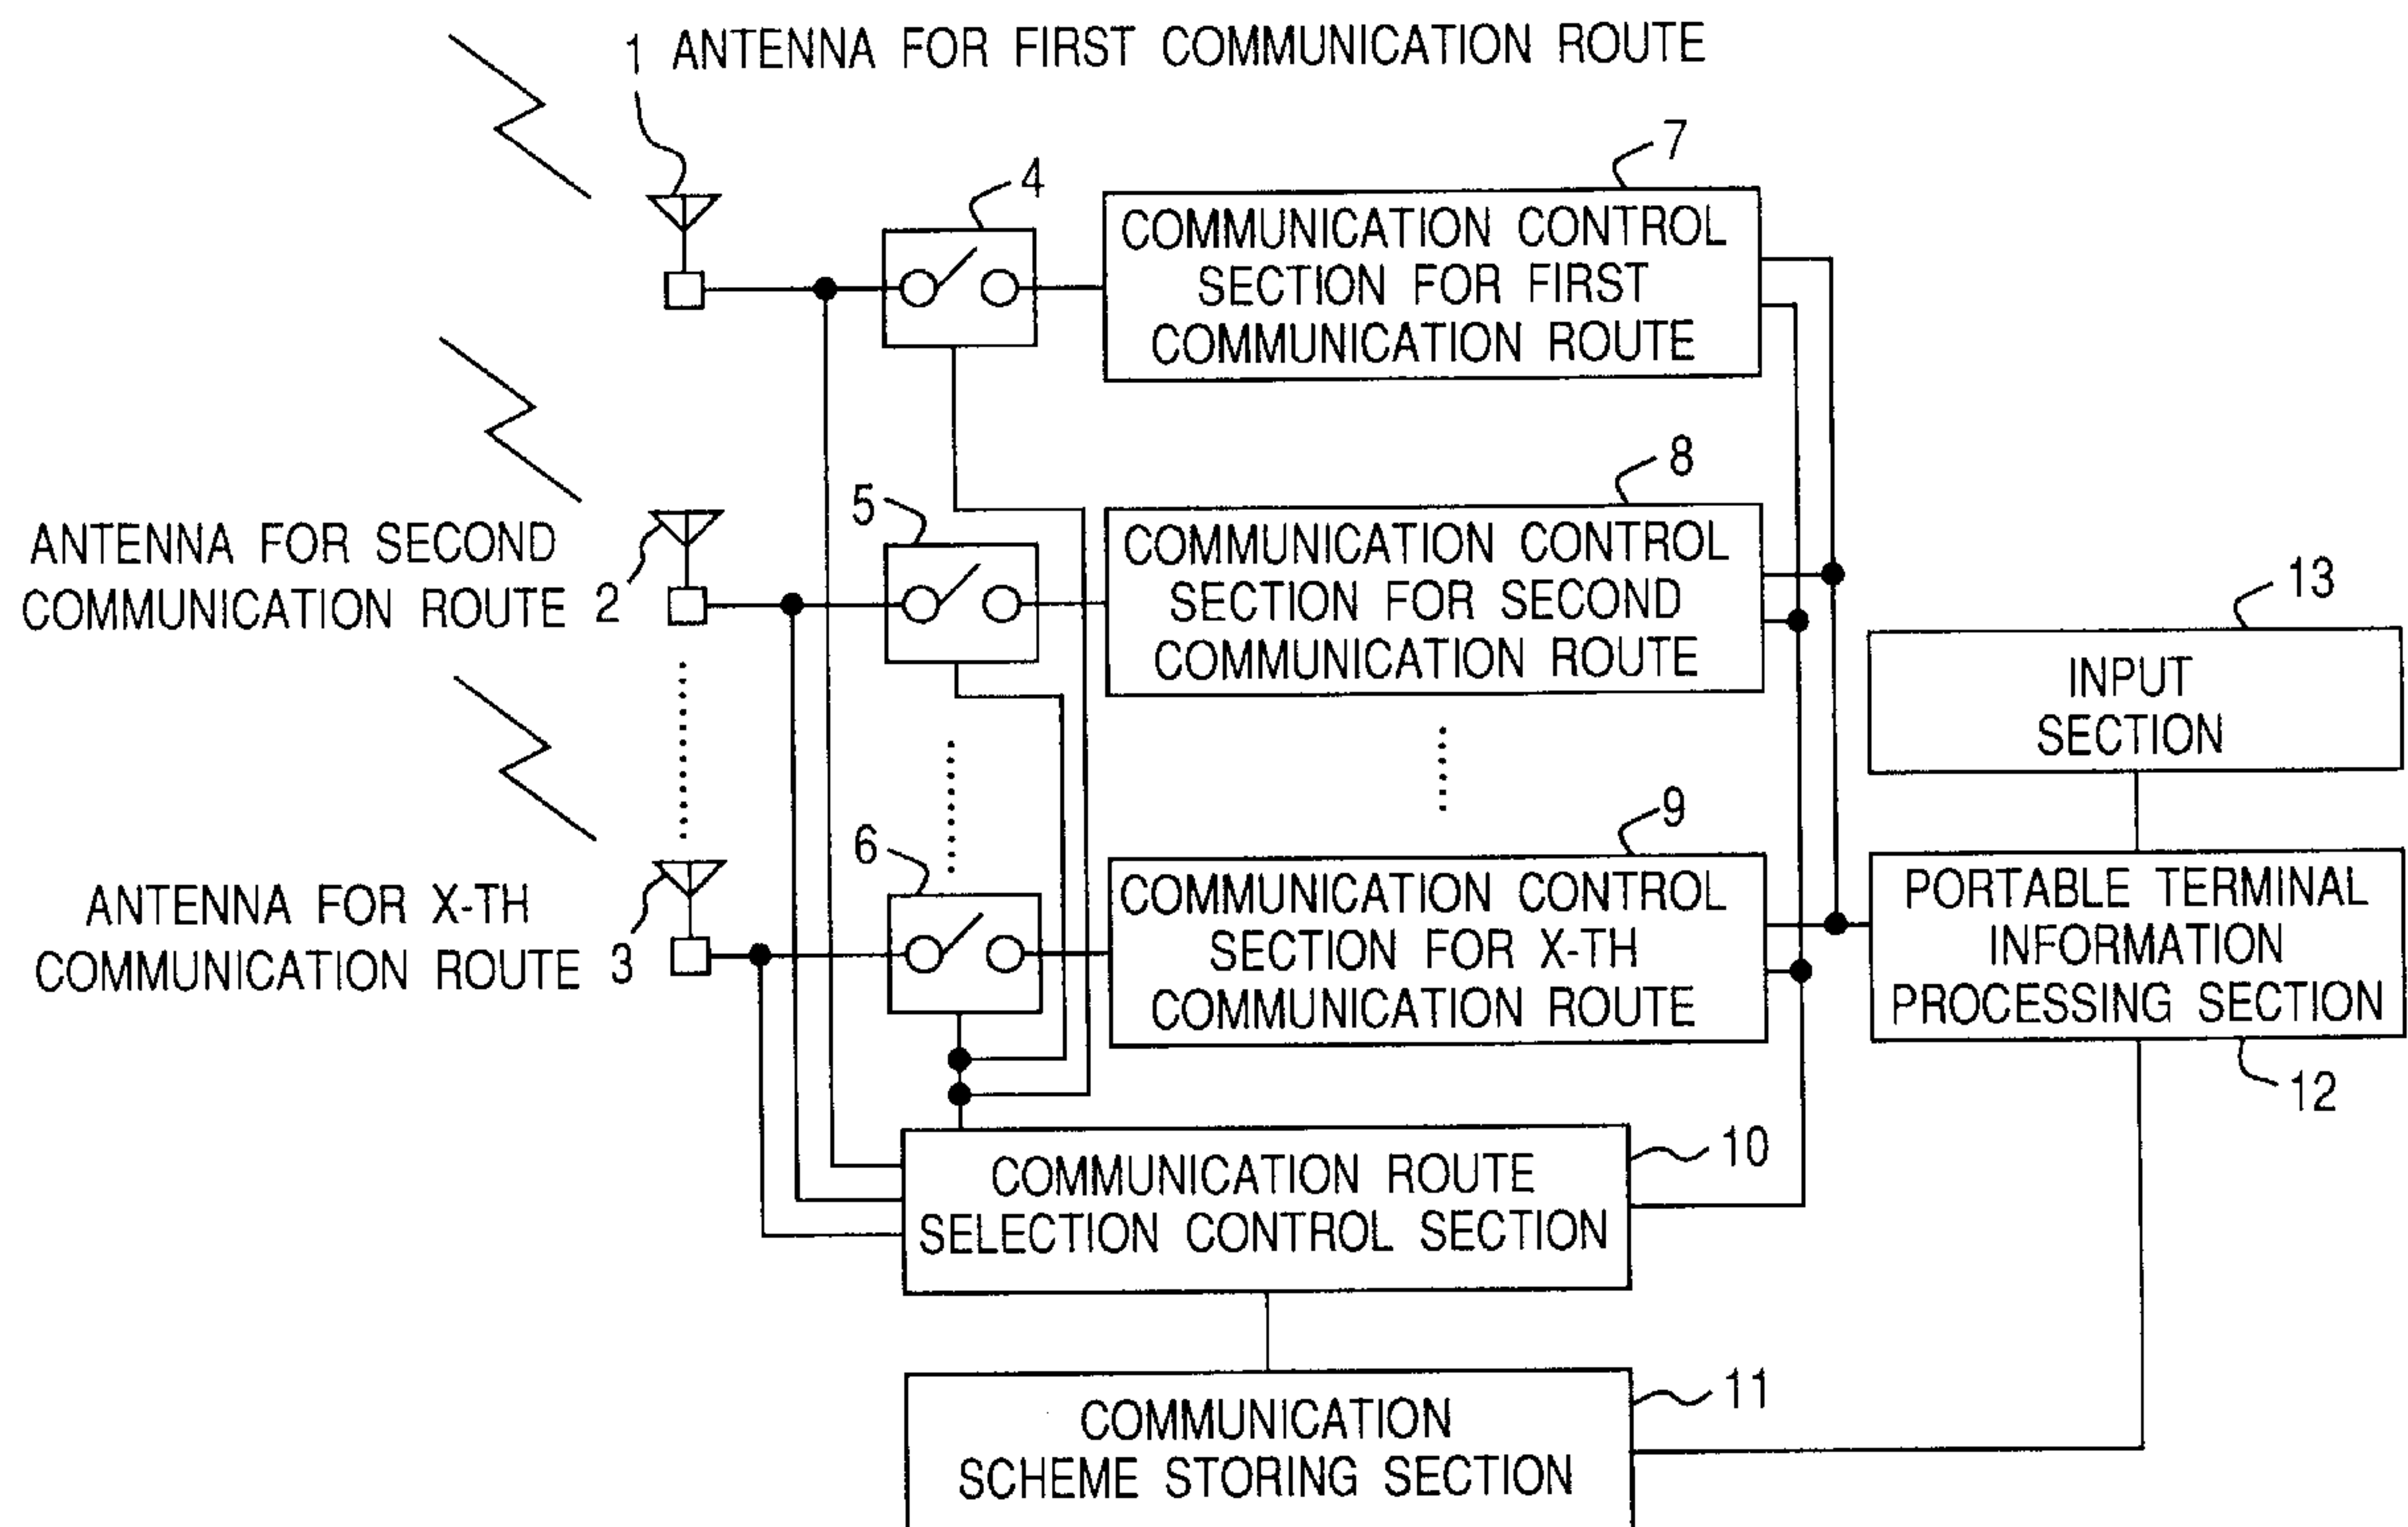 1 ANTENNA FOR FIRST COMMUNICATION ROUTE
4
7
COMMUNICATION CONTROL
SECTION FOR FIRST
COMMUNICATION ROUTE
ANTENNA FOR SECOND
COMMUNICATION ROUTE 2
5
8
COMMUNICATION CONTROL
SECTION FOR SECOND
COMMUNICATION ROUTE
13
INPUT
SECTION
ANTENNA FOR X-TH
COMMUNICATION ROUTE 3
6
9
COMMUNICATION CONTROL
SECTION FOR X-TH
COMMUNICATION ROUTE
PORTABLE TERMINAL
INFORMATION
PROCESSING SECTION
12
10
COMMUNICATION ROUTE
SELECTION CONTROL SECTION
11
COMMUNICATION
SCHEME STORING SECTION